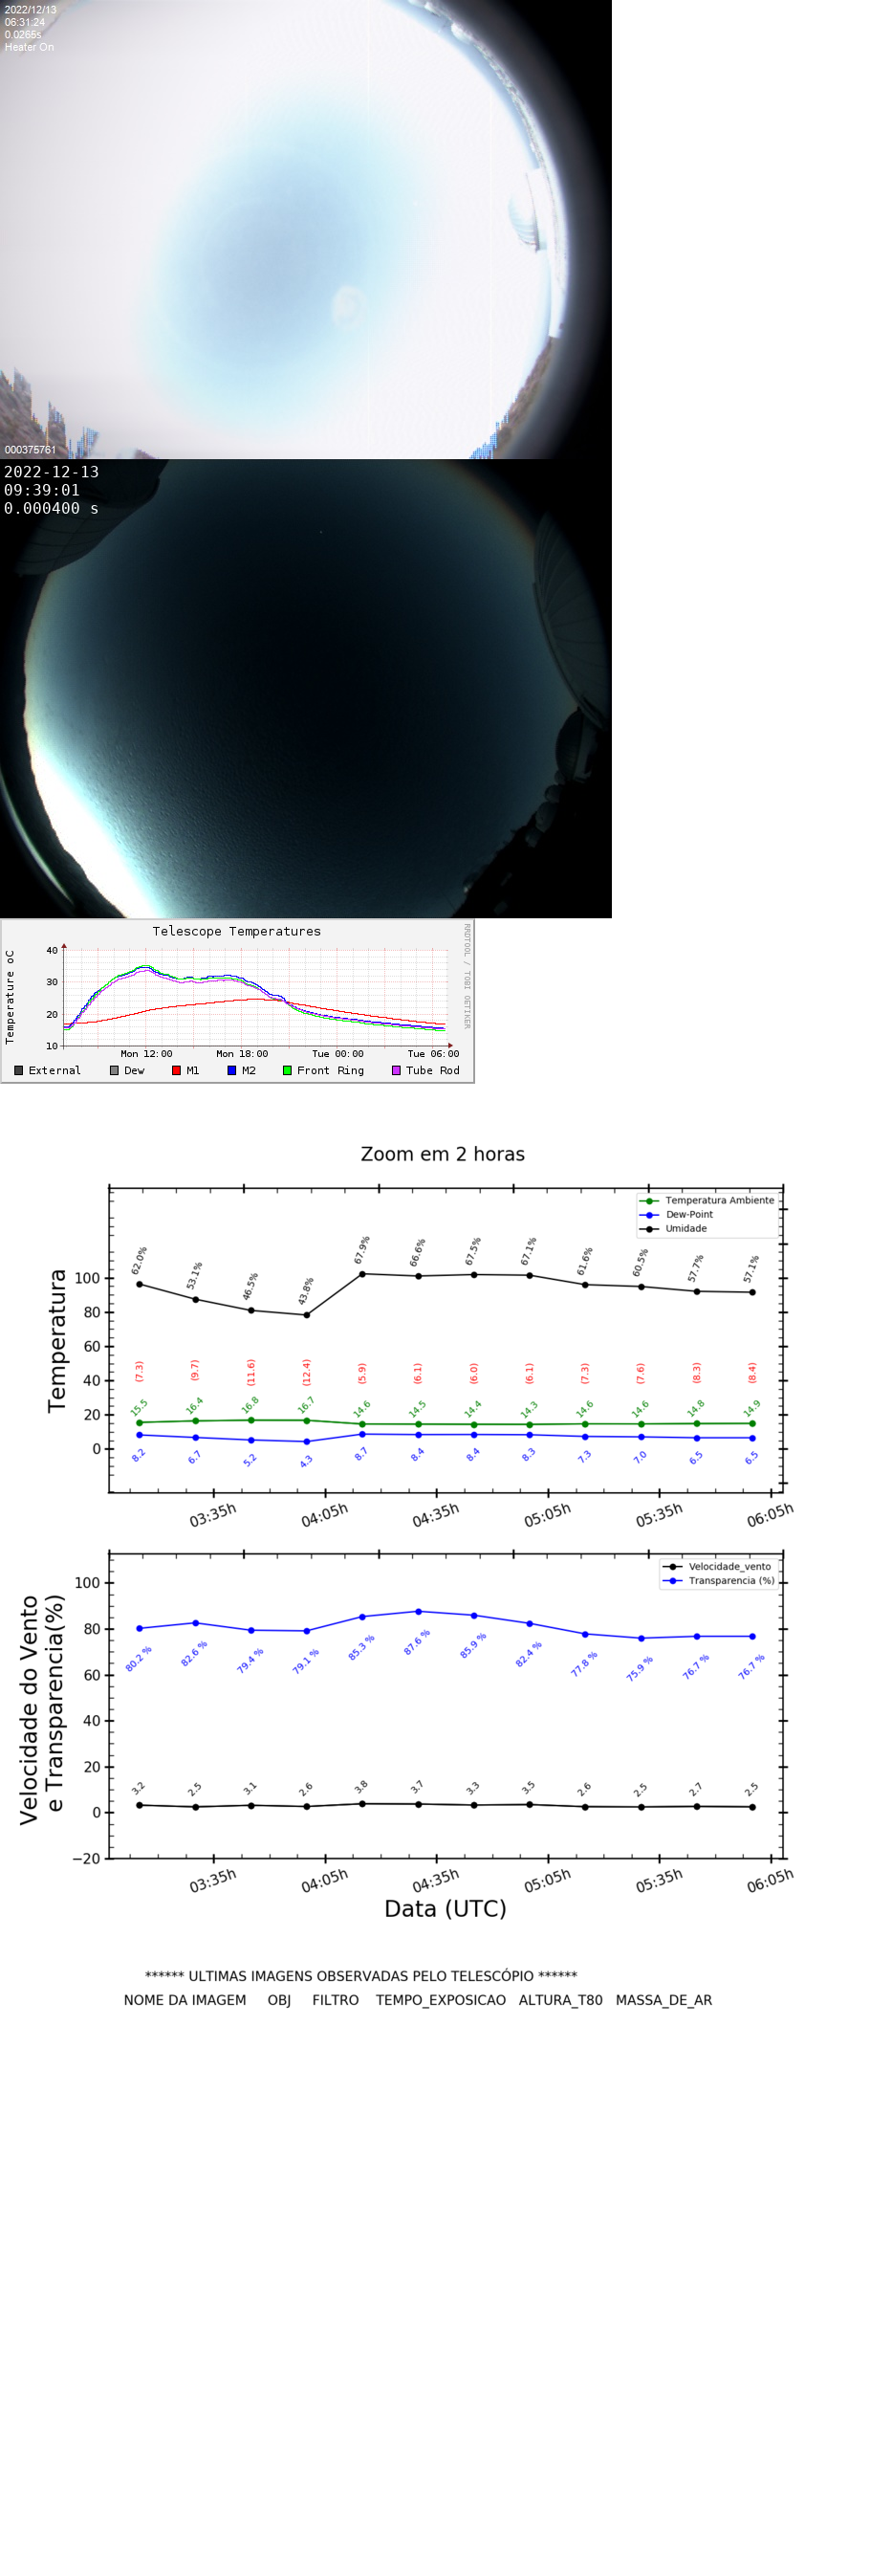 2022/12/13
06:31:24
0.0265s
Heater On
000375761
2022-12-13
09:39:01
0.000400 s
Telescope Temperatures
RRDTOOL / TOBI OETIKER
Temperature oC
40
30
20
10
Mon 12:00 Mon 18:00 Tue 00:00 Tue 06:00
External Dew M1 M2 Front Ring Tube Rod
Zoom em 2 horas
Temperatura Ambiente
Dew-Point
Umidade
Temperatura
100
80
60
40
20
0
62.0% 53.1% 46.5% 43.8% 67.9% 66.6% 67.5% 67.1% 61.6% 60.5% 57.7% 57.1%
(7.3) (9.7) (11.6) (12.4) (5.9) (6.1) (6.0) (6.1) (7.3) (7.6) (8.3) (8.4)
15.5 16.4 16.8 16.7 14.6 14.5 14.4 14.3 14.6 14.6 14.8 14.9
8.2 6.7 5.2 4.3 8.7 8.4 8.4 8.3 7.3 7.0 6.5 6.5
03:35h 04:05h 04:35h 05:05h 05:35h 06:05h
Velocidade_vento
Transparencia (%)
Velocidade do Vento
e Transparencia(%)
100
80
60
40
20
0
−20
80.2 % 82.6 % 79.4 % 79.1 % 85.3 % 87.6 % 85.9 % 82.4 % 77.8 % 75.9 % 76.7 % 76.7 %
3.2 2.5 3.1 2.6 3.8 3.7 3.3 3.5 2.6 2.5 2.7 2.5
03:35h 04:05h 04:35h 05:05h 05:35h 06:05h
Data (UTC)
****** ULTIMAS IMAGENS OBSERVADAS PELO TELESCÓPIO ******
NOME DA IMAGEM OBJ FILTRO TEMPO_EXPOSICAO ALTURA_T80 MASSA_DE_AR